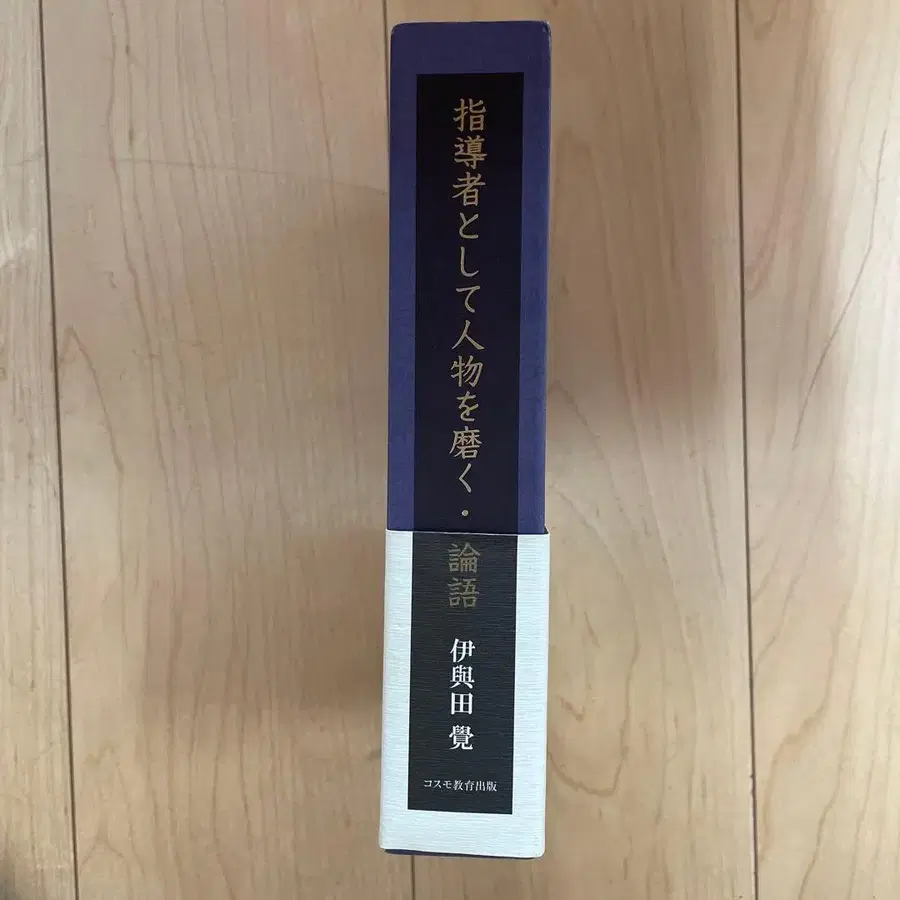 指導者として人物を磨く・論語
伊與田 覺
コスモ教育出版